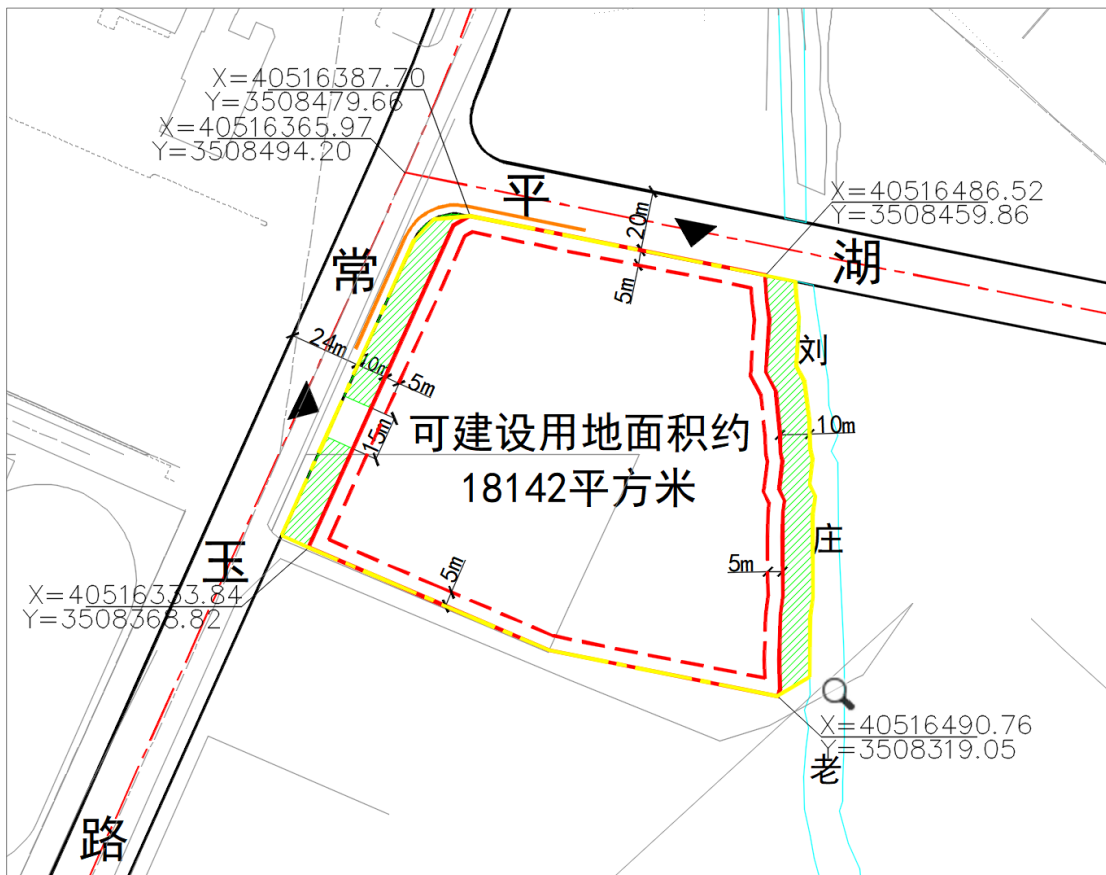 X=40516387.70
Y=3508479.66
X=40516365.97
Y=3508494.20
平
20m
X=40516486.52
Y=3508459.86
湖
常
5m
24m
10m
5m
刘
15m
可建设用地面积约
18142平方米
10m
玉
庄
5m
5m
X=40516333.84
Y=3508368.82
X=40516490.76
Y=3508319.05
老
路